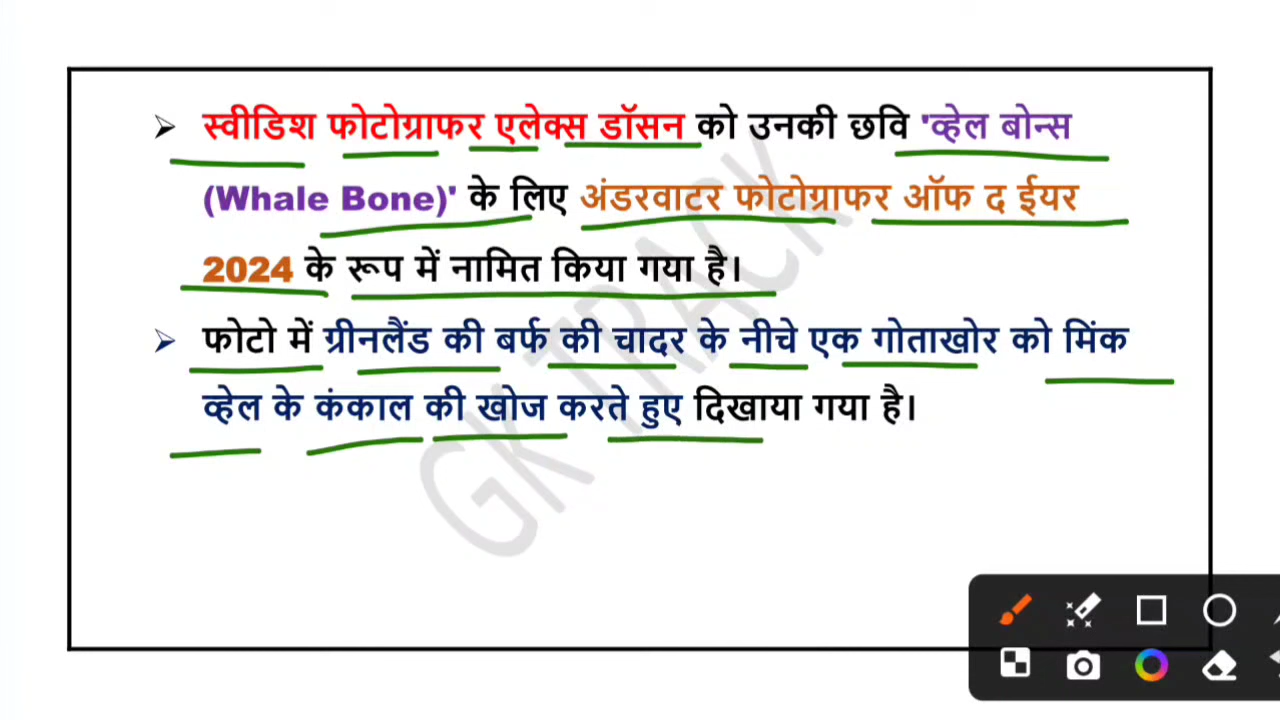 ➢ स्वीडिश फोटोग्राफर एलेक्स डॉसन को उनकी छवि 'व्हेल बोन्स
(Whale Bone)' के लिए अंडरवाटर फोटोग्राफर ऑफ द ईयर
2024 के रूप में नामित किया गया है।
➢ फोटो में ग्रीनलैंड की बर्फ की चादर के नीचे एक गोताखोर को मिंक
व्हेल के कंकाल की खोज करते हुए दिखाया गया है।
GK TRACK